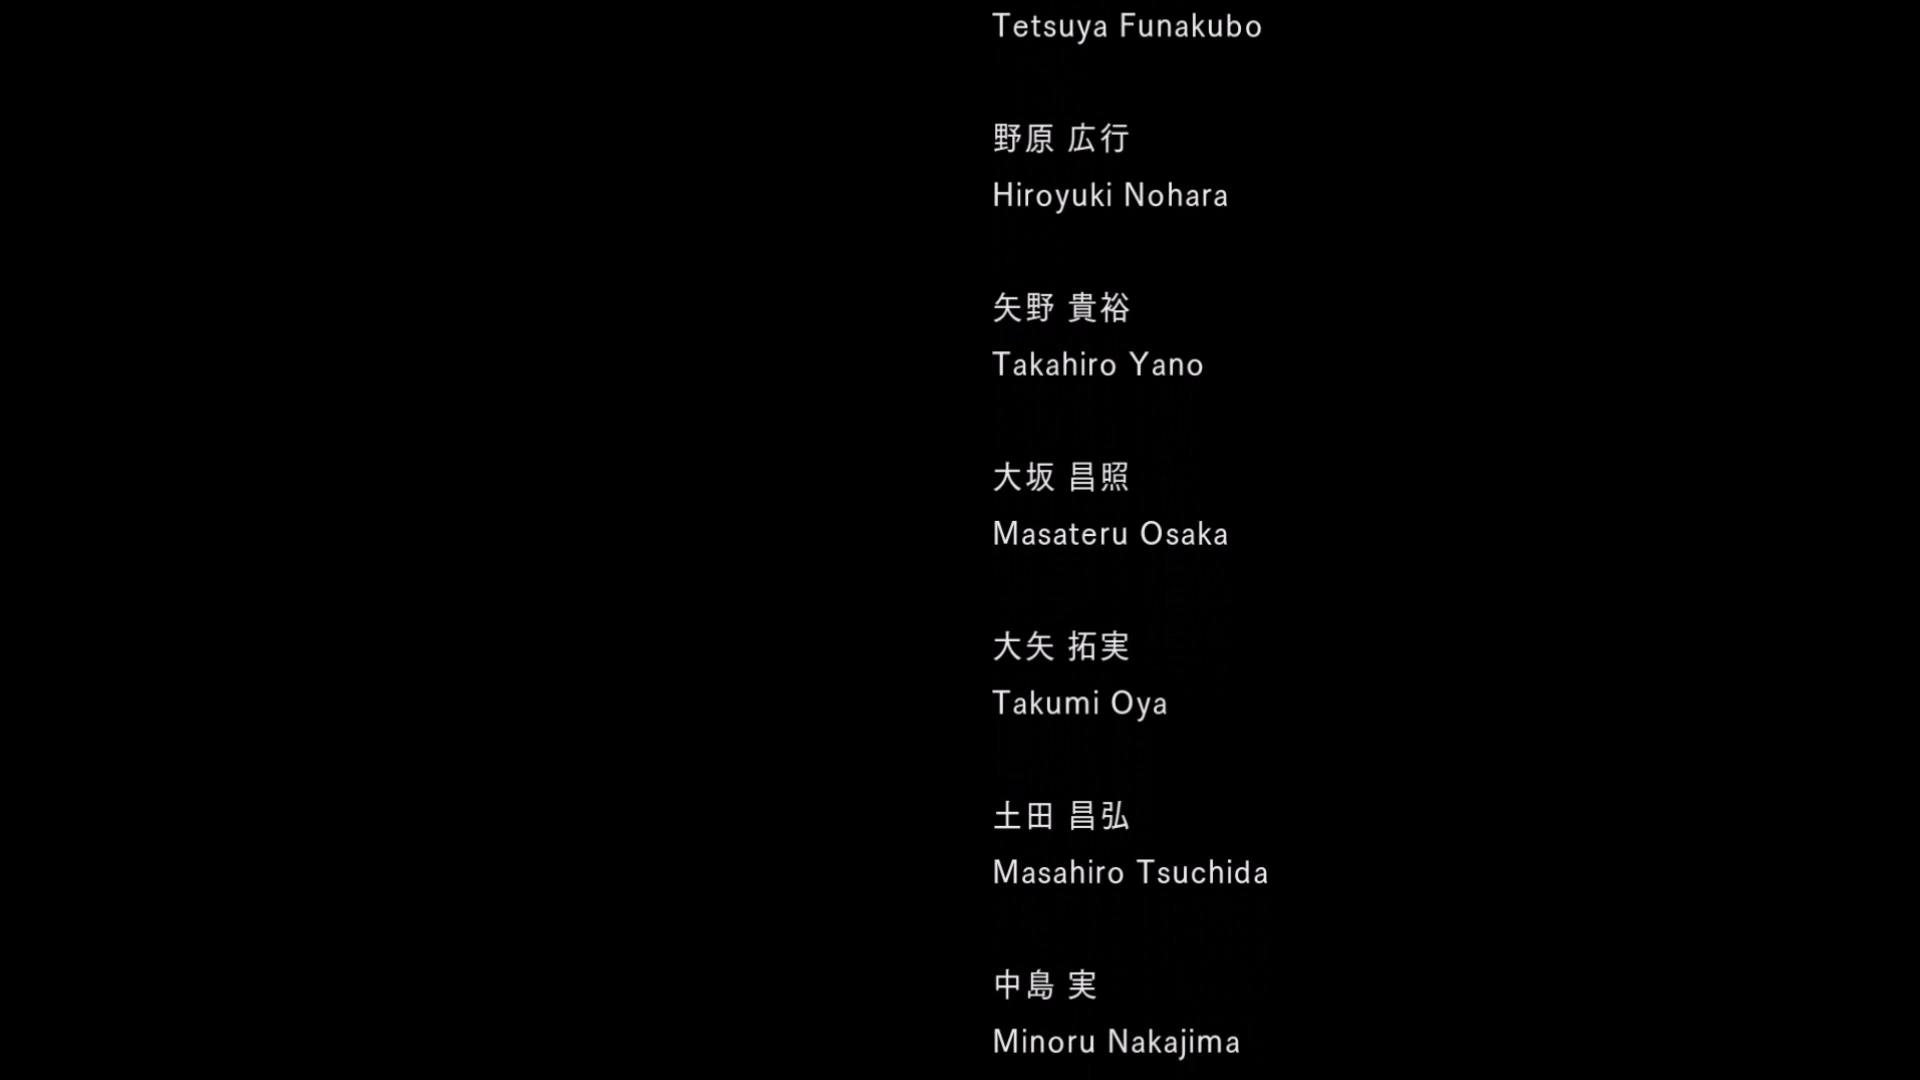 Tetsuya Funakubo
野原 広行
Hiroyuki Nohara
矢野 貴裕
Takahiro Yano
大坂 昌照
Masateru Osaka
大矢 拓実
Takumi Oya
土田 昌弘
Masahiro Tsuchida
中島 実
Minoru Nakajima